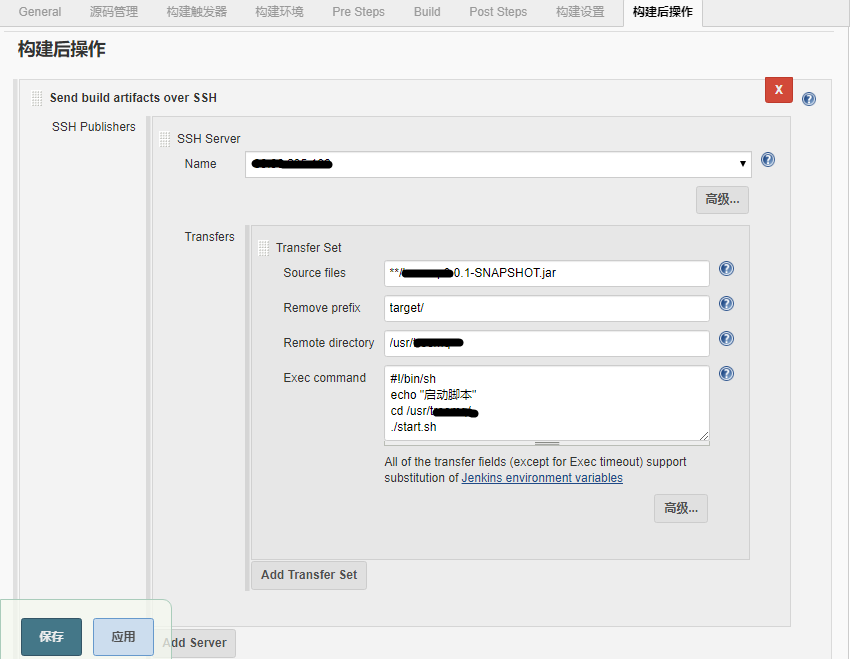 General 源码管理 构建触发器 构建环境 Pre Steps Build Post Steps 构建设置 构建后操作
构建后操作
Send build artifacts over SSH
X
SSH Publishers
SSH Server
Name
高级...
Transfers
Transfer Set
Source files **/ 0.1-SNAPSHOT.jar
Remove prefix target/
Remote directory /usr/
Exec command
#!/bin/sh
echo "启动脚本"
cd /usr/
./start.sh
All of the transfer fields (except for Exec timeout) support
substitution of Jenkins environment variables
高级...
Add Transfer Set
保存 应用 Add Server